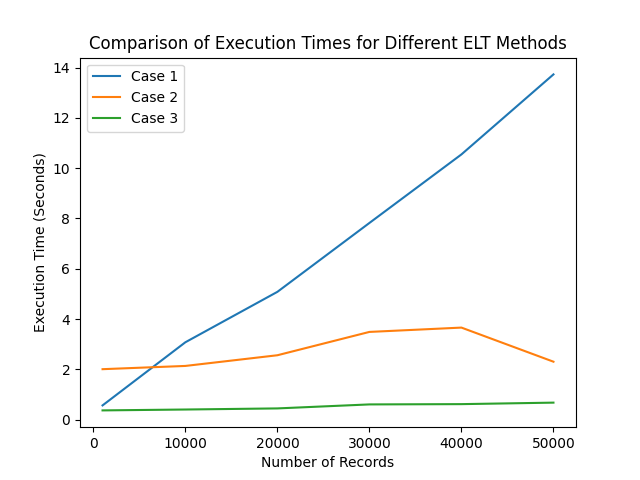 Comparison of Execution Times for Different ELT Methods
Case 1
Case 2
Case 3
Execution Time (Seconds)
14
12
10
8
6
4
2
0
0 10000 20000 30000 40000 50000
Number of Records